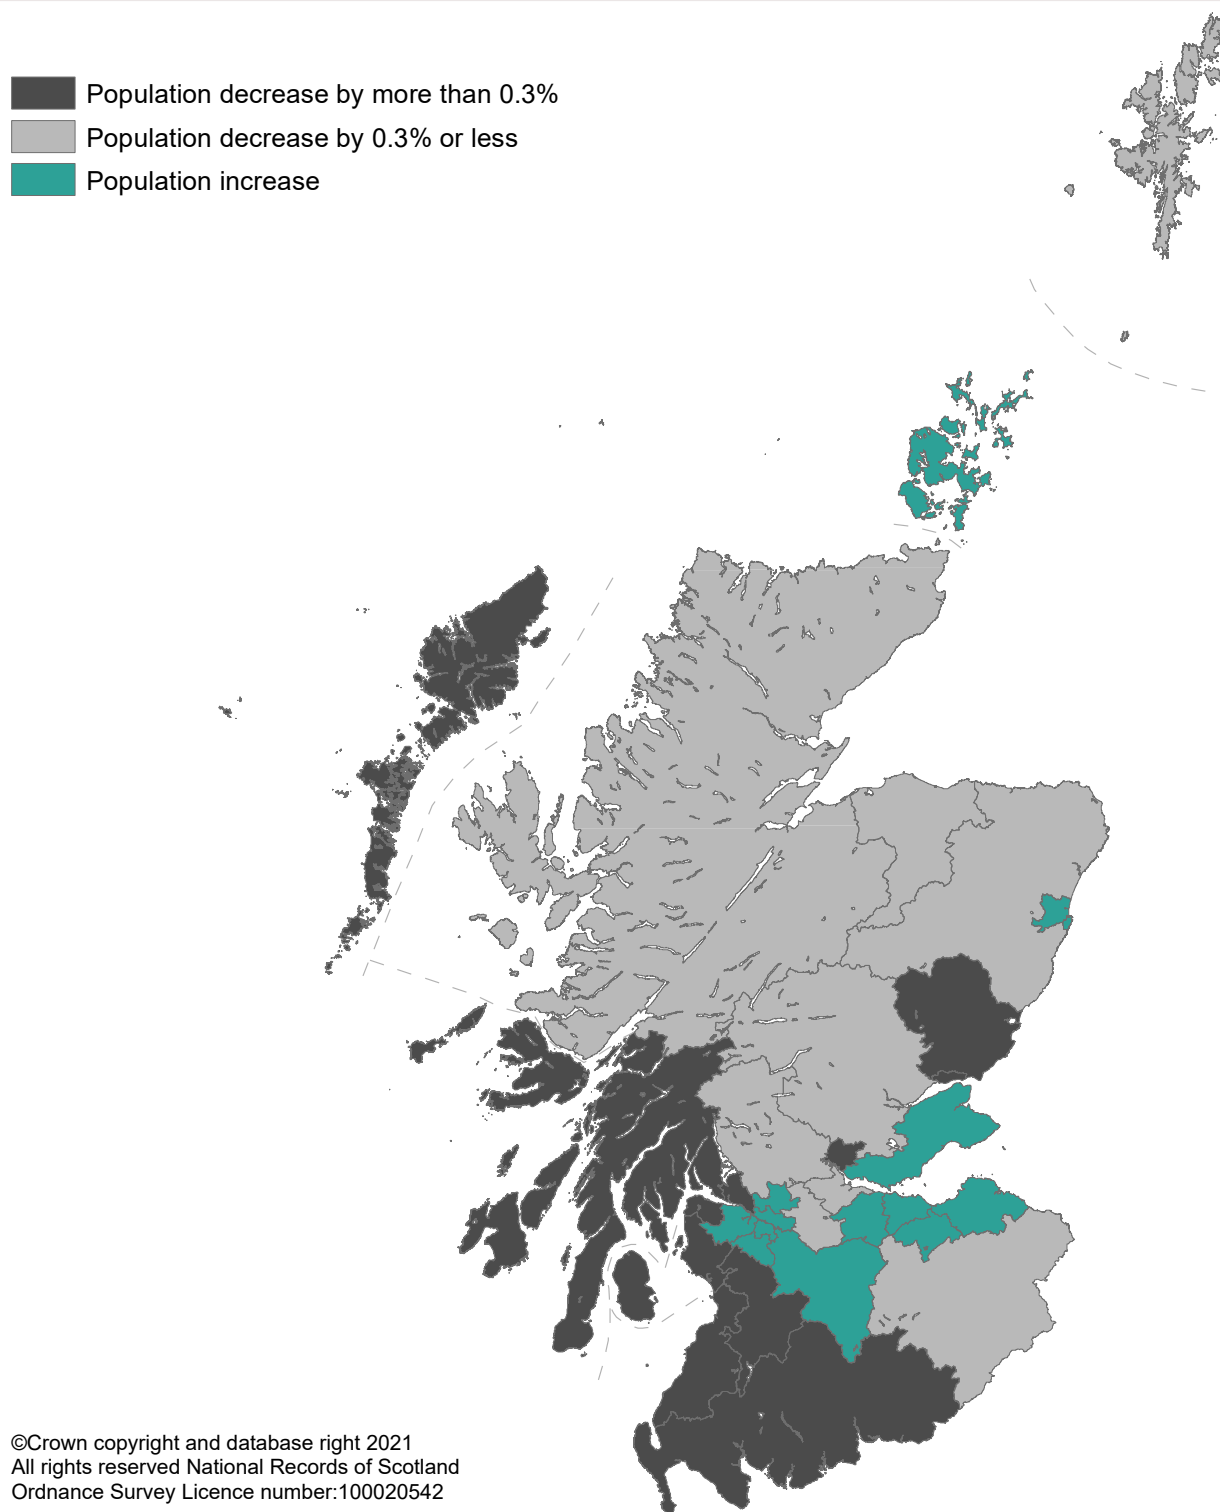 Population decrease by more than 0.3%
Population decrease by 0.3% or less
Population increase
©Crown copyright and database right 2021
All rights reserved National Records of Scotland
Ordnance Survey Licence number:100020542